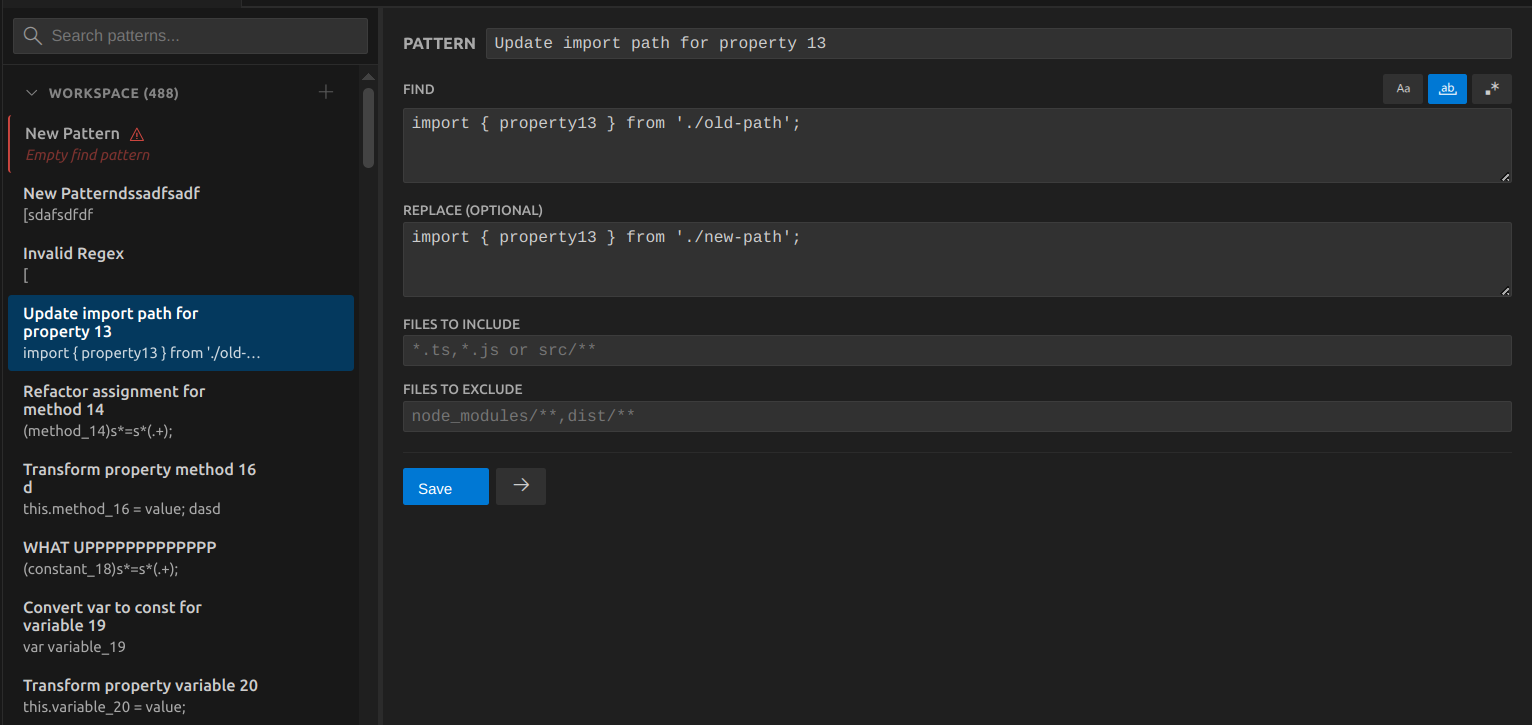 Search patterns...
WORKSPACE (488)
New Pattern
Empty find pattern
New Patterndssadfsadf
[sdafsdfdf
Invalid Regex
[
Update import path for
property 13
import { property13 } from './old-...
Refactor assignment for
method 14
(method_14)s*=s*(.+);
Transform property method 16
d
this.method_16 = value; dasd
WHAT UPPPPPPPPPPPPP
(constant_18)s*=s*(.+);
Convert var to const for
variable 19
var variable_19
Transform property variable 20
this.variable_20 = value;
PATTERN
Update import path for property 13
FIND
Aa
ab
.*
import { property13 } from './old-path';
REPLACE (OPTIONAL)
import { property13 } from './new-path';
FILES TO INCLUDE
*.ts,*.js or src/**
FILES TO EXCLUDE
node_modules/**,dist/**
Save